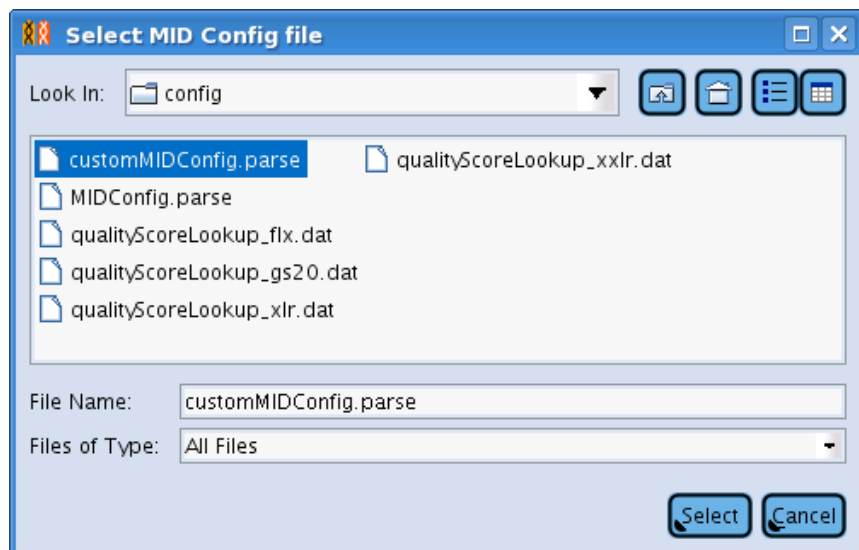 Select MID Config file
Look In: config
customMIDConfig.parse qualityScoreLookup_xxlr.dat
MIDConfig.parse
qualityScoreLookup_flx.dat
qualityScoreLookup_gs20.dat
qualityScoreLookup_xlr.dat
File Name: customMIDConfig.parse
Files of Type: All Files
Select Cancel